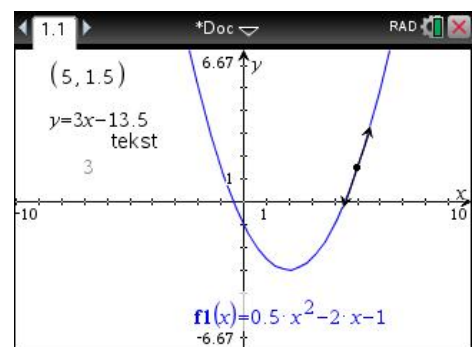 1.1 *Doc RAD
6.67 y
(5,1.5)
y=3x−13.5
tekst
3
1
x
-10 1 10
f1(x)=0.5·x²−2·x−1
-6.67